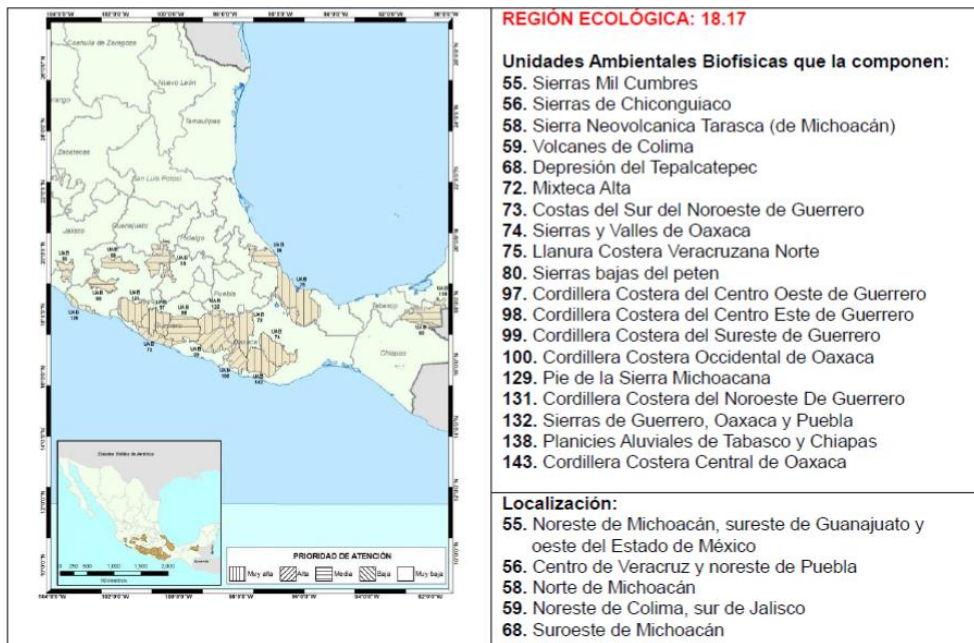 REGIÓN ECOLÓGICA: 18.17
Unidades Ambientales Biofísicas que la componen:
55. Sierras Mil Cumbres
56. Sierras de Chiconguiaco
58. Sierra Neovolcanica Tarasca (de Michoacán)
59. Volcanes de Colima
68. Depresión del Tepalcatepec
72. Mixteca Alta
73. Costas del Sur del Noroeste de Guerrero
74. Sierras y Valles de Oaxaca
75. Llanura Costera Veracruzana Norte
80. Sierras bajas del peten
97. Cordillera Costera del Centro Oeste de Guerrero
98. Cordillera Costera del Centro Este de Guerrero
99. Cordillera Costera del Sureste de Guerrero
100. Cordillera Costera Occidental de Oaxaca
129. Pie de la Sierra Michoacana
131. Cordillera Costera del Noroeste De Guerrero
132. Sierras de Guerrero, Oaxaca y Puebla
138. Planicies Aluviales de Tabasco y Chiapas
143. Cordillera Costera Central de Oaxaca
Localización:
55. Noreste de Michoacán, sureste de Guanajuato y
oeste del Estado de México
56. Centro de Veracruz y noreste de Puebla
58. Norte de Michoacán
59. Noreste de Colima, sur de Jalisco
68. Suroeste de Michoacán
Coahuila de Zaragoza
Nuevo León
Tamaulipas
Zacatecas
San Luis Potosí
Guanajuato
Jalisco
Hidalgo
Puebla
Tabasco
Guerrero
Oaxaca
Chiapas
Estados Unidos de América
PRIORIDAD DE ATENCIÓN
Muy alta Alta Media Baja Muy baja